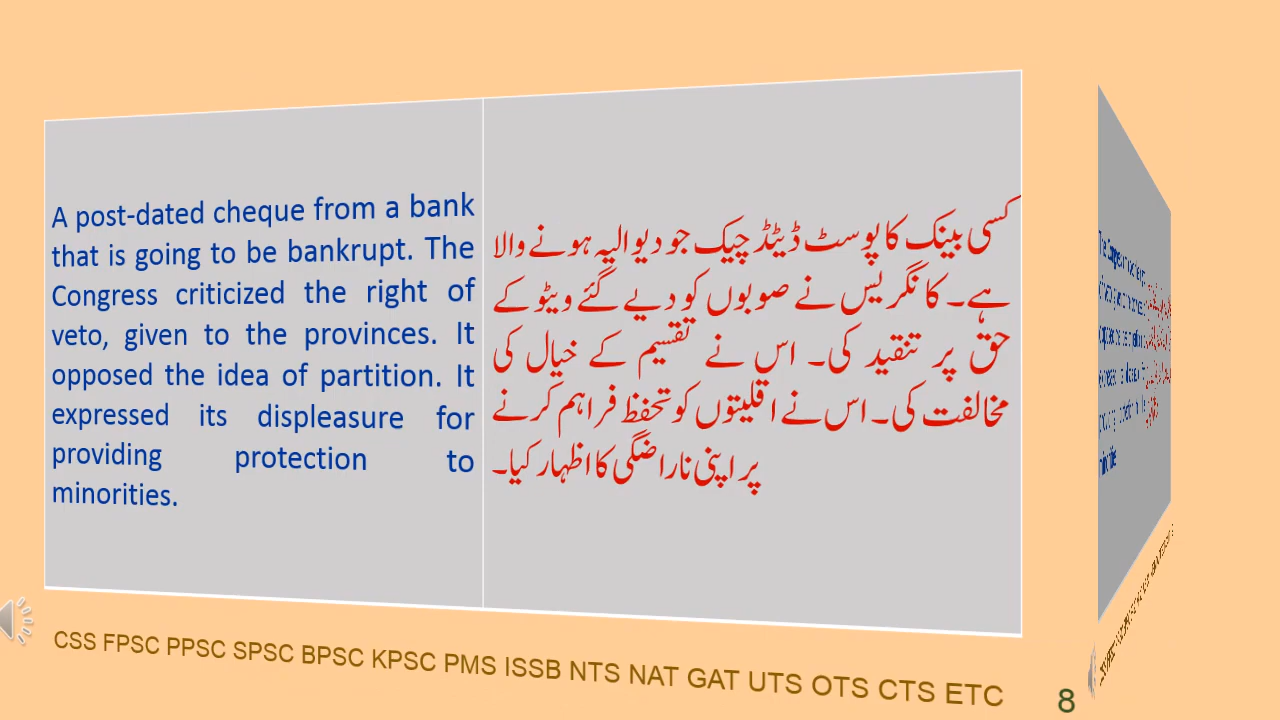 A post-dated cheque from a bank
that is going to be bankrupt. The
Congress criticized the right of
veto, given to the provinces. It
opposed the idea of partition. It
expressed its displeasure for
providing protection to
minorities.
کسی بینک کا پوسٹ ڈیٹڈ چیک جو دیوالیہ ہونے والا
ہے۔ کانگریس نے صوبوں کو دیے گئے ویٹو کے
حق پر تنقید کی۔ اس نے تقسیم کے خیال کی
مخالفت کی۔ اس نے اقلیتوں کو تحفظ فراہم کرنے
پر اپنی ناراضگی کا اظہار کیا۔
CSS FPSC PPSC SPSC BPSC KPSC PMS ISSB NTS NAT GAT UTS OTS CTS ETC
8